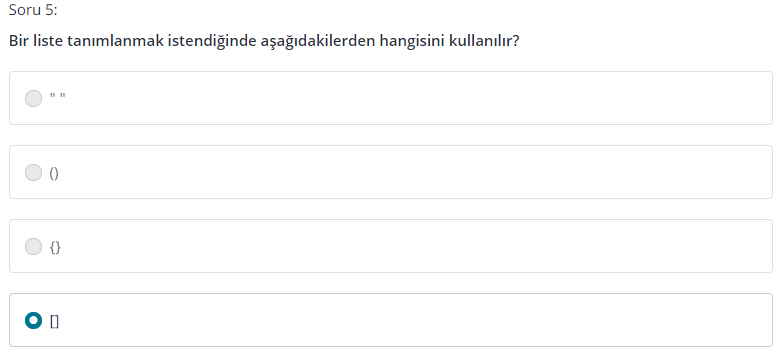 Soru 5:
Bir liste tanımlanmak istendiğinde aşağıdakilerden hangisini kullanılır?
" "
()
{}
[]